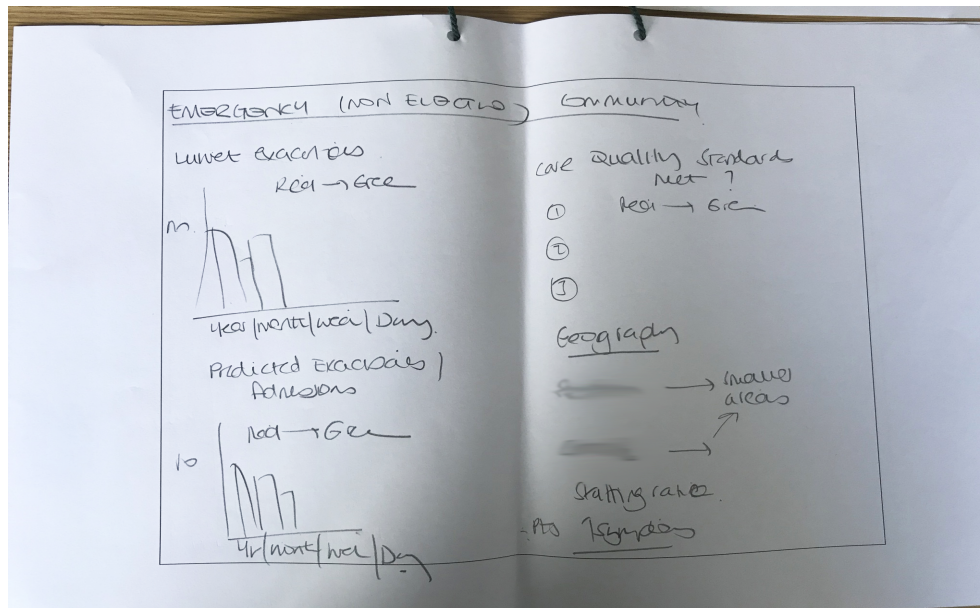 EMERGENCY (NON ELECTIVE)
Current exacerbations
Red → Green
Year/month/week/Day
Predicted Exacerbations/
Admissions
Red → Green
10
Yr/month/week/Day
Community
Care Quality Standards
Met?
Red → Green
①
②
③
Geography
→ smaller
areas
→
Staffing
Pts ↑symptoms